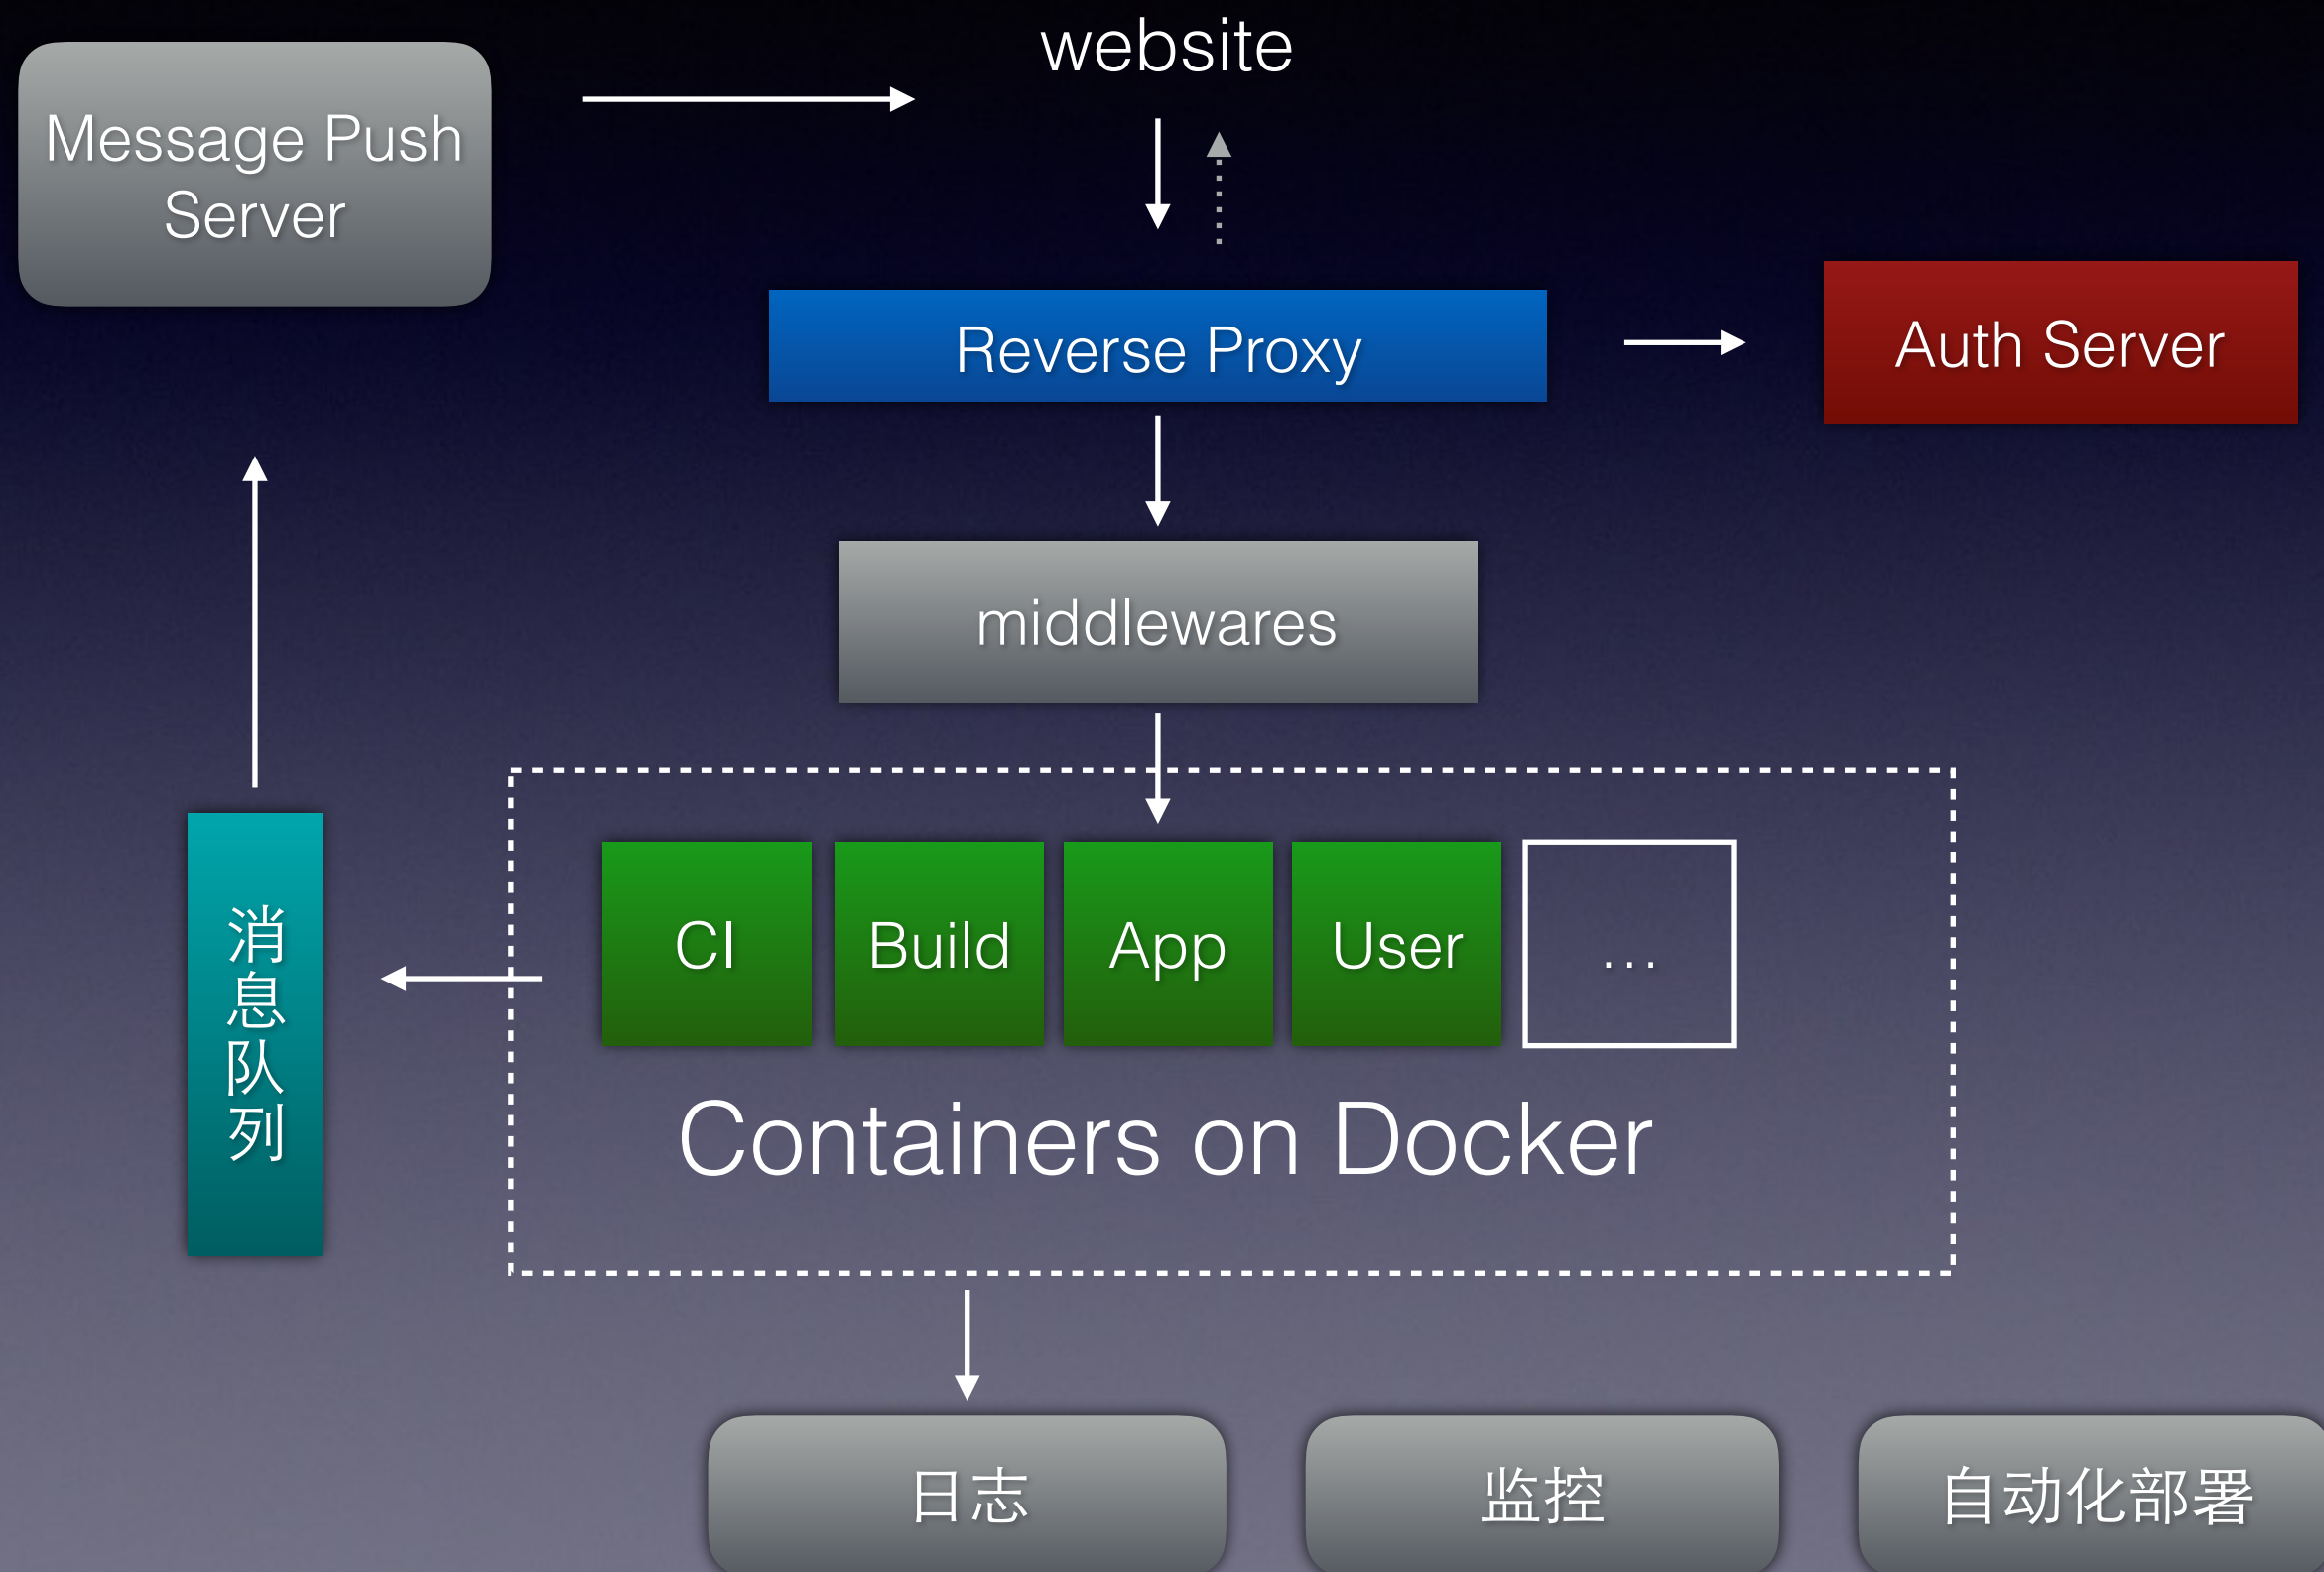 website
Message Push
Server
Reverse Proxy
Auth Server
middlewares
消
息
队
列
CI
Build
App
User
...
Containers on Docker
日志
监控
自动化部署